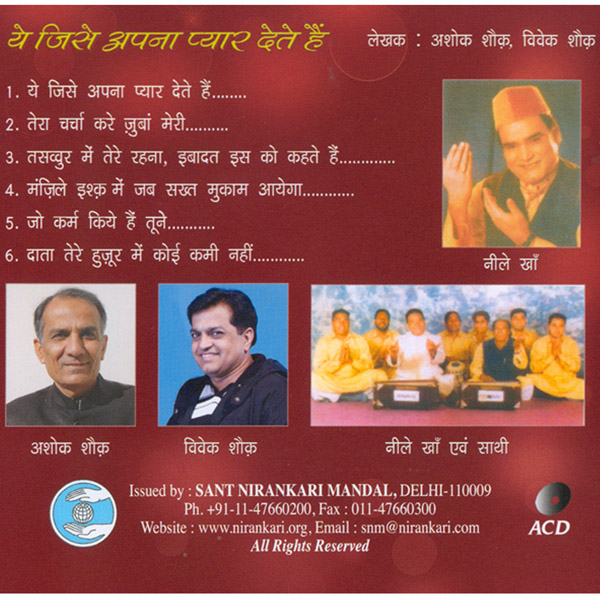 ये जिसे अपना प्यार देते हैं
लेखक : अशोक शौक़, विवेक शौक़
1. ये जिसे अपना प्यार देते हैं........
2. तेरा चर्चा करे ज़ुबां मेरी..........
3. तसव्वुर में तेरे रहना, इबादत इस को कहते हैं.............
4. मंज़िले इश्क़ में जब सख्त मुकाम आयेगा............
5. जो कर्म किये हैं तूने...........
6. दाता तेरे हुज़ूर में कोई कमी नहीं............
नीले खाँ
अशोक शौक़
विवेक शौक़
नीले खाँ एवं साथी
Issued by : SANT NIRANKARI MANDAL, DELHI-110009
Ph. +91-11-47660200, Fax : 011-47660300
Website : www.nirankari.org, Email : snm@nirankari.com
All Rights Reserved
ACD